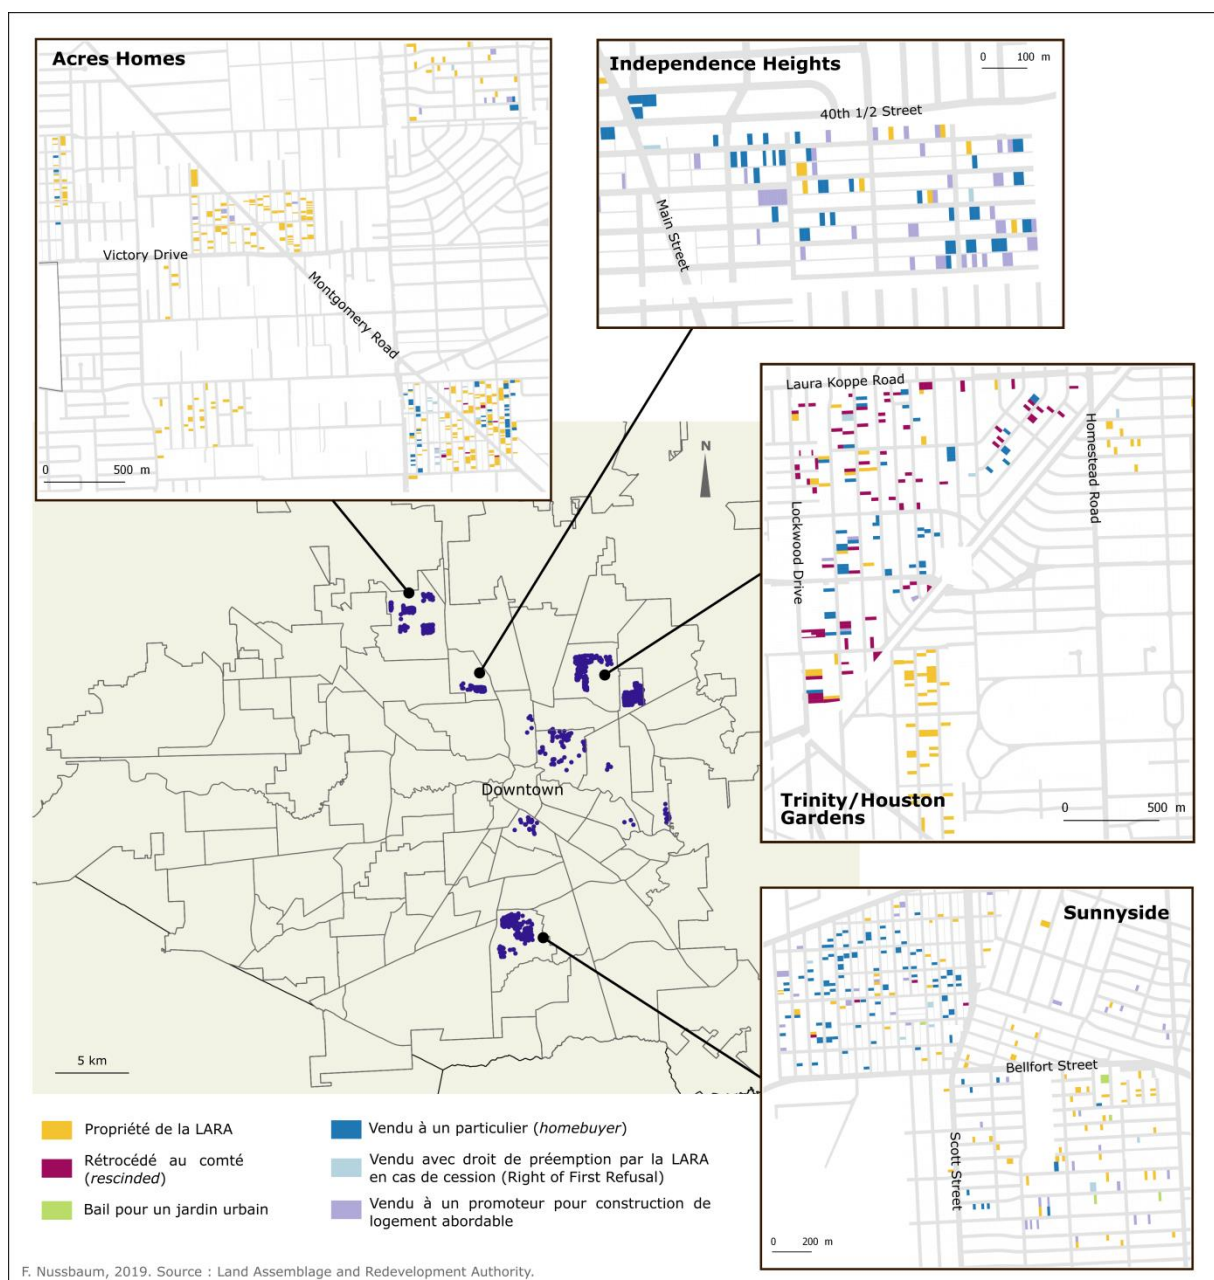 Acres Homes
Victory Drive
Montgomery Road
0 500 m
Independence Heights
0 100 m
40th 1/2 Street
Main Street
Laura Koppe Road
Homestead Road
Lockwood Drive
Trinity/Houston
Gardens
0 500 m
N
Downtown
5 km
Sunnyside
Bellfort Street
Scott Street
0 200 m
Propriété de la LARA
Rétrocédé au comté
(rescinded)
Bail pour un jardin urbain
Vendu à un particulier (homebuyer)
Vendu avec droit de préemption par la LARA
en cas de cession (Right of First Refusal)
Vendu à un promoteur pour construction de
logement abordable
F. Nussbaum, 2019. Source : Land Assemblage and Redevelopment Authority.